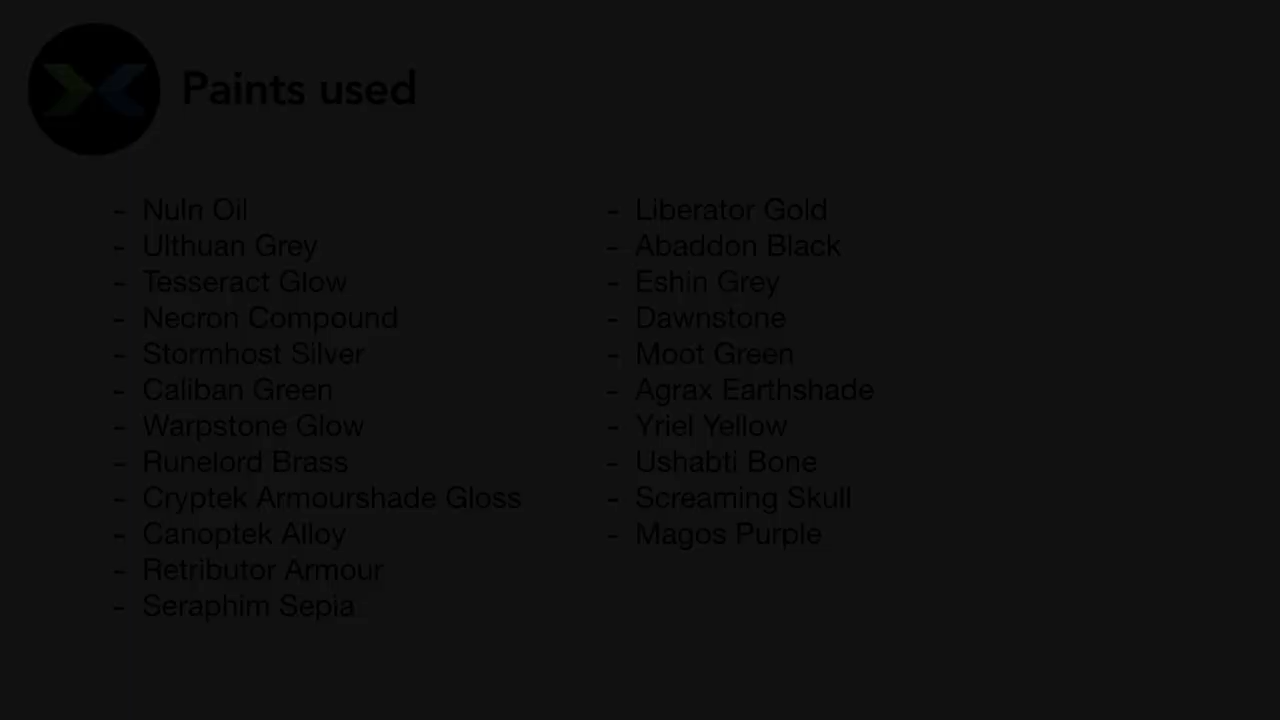 Paints used
- Nuln Oil
- Ulthuan Grey
- Tesseract Glow
- Necron Compound
- Stormhost Silver
- Caliban Green
- Warpstone Glow
- Runelord Brass
- Cryptek Armourshade Gloss
- Canoptek Alloy
- Retributor Armour
- Seraphim Sepia
- Liberator Gold
- Abaddon Black
- Eshin Grey
- Dawnstone
- Moot Green
- Agrax Earthshade
- Yriel Yellow
- Ushabti Bone
- Screaming Skull
- Magos Purple